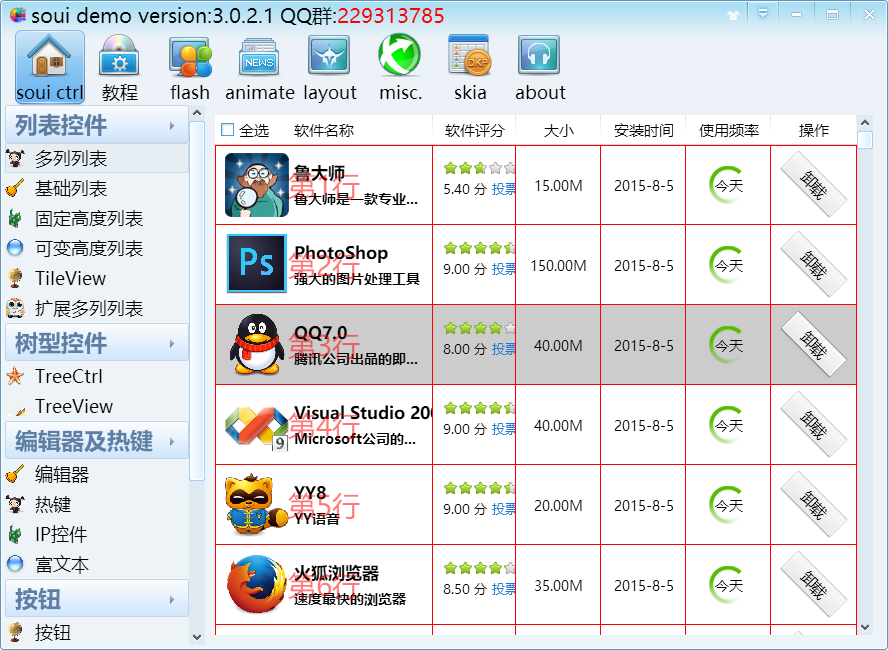 soui demo version:3.0.2.1 QQ群:229313785
soui ctrl 教程 flash animate layout misc. skia about
NEWS
DKP
列表控件
多列列表
基础列表
固定高度列表
可变高度列表
TileView
扩展多列列表
树型控件
TreeCtrl
TreeView
编辑器及热键
编辑器
热键
IP控件
富文本
按钮
按钮
全选 软件名称 软件评分 大小 安装时间 使用频率 操作
鲁大师
第1行
鲁大师是一款专业...
5.40 分 投票
15.00M
2015-8-5
今天
卸载
Ps
PhotoShop
第2行
强大的图片处理工具
9.00 分 投票
150.00M
2015-8-5
今天
卸载
QQ7.0
第3行
腾讯公司出品的即...
8.00 分 投票
40.00M
2015-8-5
今天
卸载
9
Visual Studio 200
第4行
Microsoft公司的...
9.00 分 投票
40.00M
2015-8-5
今天
卸载
YY8
第5行
YY语音
9.00 分 投票
20.00M
2015-8-5
今天
卸载
火狐浏览器
第6行
速度最快的浏览器
8.50 分 投票
35.00M
2015-8-5
今天
卸载